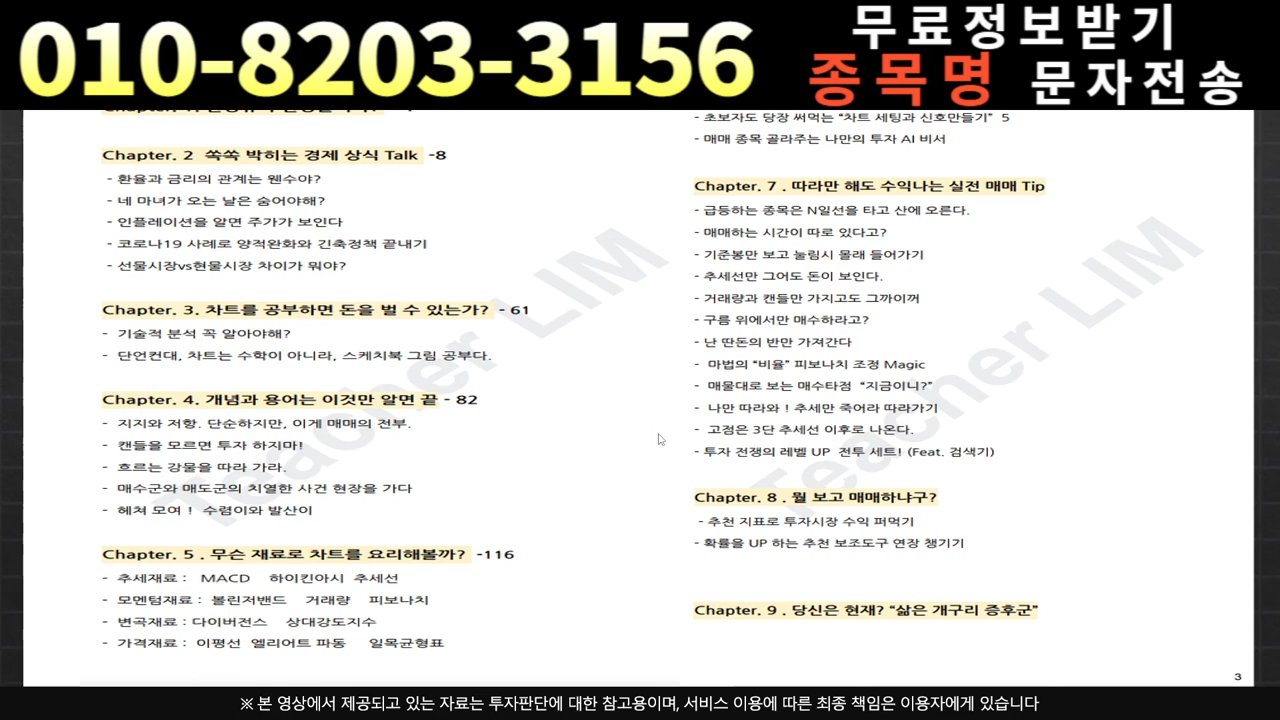 010-8203-3156
무료정보받기
종목명 문자전송
Chapter. 2 쏙쏙 박히는 경제 상식 Talk -8
- 환율과 금리의 관계는 웬수야?
- 네 마녀가 오는 날은 숨어야해?
- 인플레이션을 알면 주가가 보인다
- 코로나19 사례로 양적완화와 긴축정책 끝내기
- 선물시장vs현물시장 차이가 뭐야?
Chapter. 3. 차트를 공부하면 돈을 벌 수 있는가? - 61
- 기술적 분석 꼭 알아야해?
- 단언컨대, 차트는 수학이 아니라, 스케치북 그림 공부다.
Chapter. 4. 개념과 용어는 이것만 알면 끝 - 82
- 지지와 저항. 단순하지만, 이게 매매의 전부.
- 캔들을 모르면 투자 하지마!
- 흐르는 강물을 따라 가라.
- 매수군와 매도군의 치열한 사건 현장을 가다
- 헤쳐 모여 ! 수렴이와 발산이
Chapter. 5 . 무슨 재료로 차트를 요리해볼까? -116
- 추세재료 : MACD 하이킨아시 추세선
- 모멘텀재료 : 볼린저밴드 거래량 피보나치
- 변곡재료 : 다이버전스 상대강도지수
- 가격재료 : 이평선 엘리어트 파동 일목균형표
- 초보자도 당장 써먹는 “차트 세팅과 신호만들기” 5
- 매매 종목 골라주는 나만의 투자 AI 비서
Chapter. 7 . 따라만 해도 수익나는 실전 매매 Tip
- 급등하는 종목은 N일선을 타고 산에 오른다.
- 매매하는 시간이 따로 있다고?
- 기준봉만 보고 눌림시 몰래 들어가기
- 추세선만 그어도 돈이 보인다.
- 거래량과 캔들만 가지고도 그까이꺼
- 구름 위에서만 매수하라고?
- 난 딴돈의 반만 가져간다
- 마법의 “비율” 피보나치 조정 Magic
- 매물대로 보는 매수타점 “지금이니?”
- 나만 따라와 ! 추세만 죽어라 따라가기
- 고점은 3단 추세선 이후로 나온다.
- 투자 전쟁의 레벨 UP 전투 세트! (Feat. 검색기)
Chapter. 8 . 뭘 보고 매매하냐구?
- 추천 지표로 투자시장 수익 퍼먹기
- 확률을 UP 하는 추천 보조도구 연장 챙기기
Chapter. 9 . 당신은 현재? “삶은 개구리 증후군”
Teacher LIM
Teacher LIM
3
※ 본 영상에서 제공되고 있는 자료는 투자판단에 대한 참고용이며, 서비스 이용에 따른 최종 책임은 이용자에게 있습니다